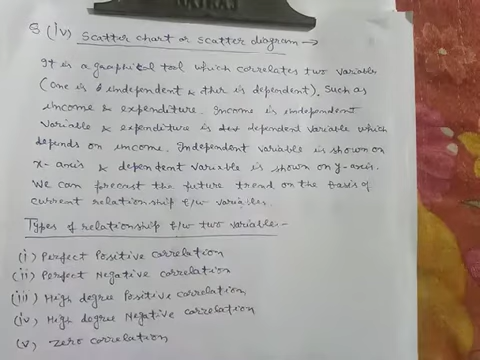 8 (iv) Scatter chart or scatter diagram →
It is a graphical tool which correlates two variable
(one is independent & other is dependent). Such as
income & expenditure. Income is independent
variable & expenditure is dependent variable which
depends on income. Independent variable is shown on
x-axis & dependent variable is shown on y-axis.
We can forecast the future trend on the basis of
current relationship b/w variables.
Types of relationship b/w two variable:-
(i) Perfect Positive correlation
(ii) Perfect Negative correlation
(iii) High degree Positive correlation
(iv) High degree Negative correlation
(v) Zero correlation